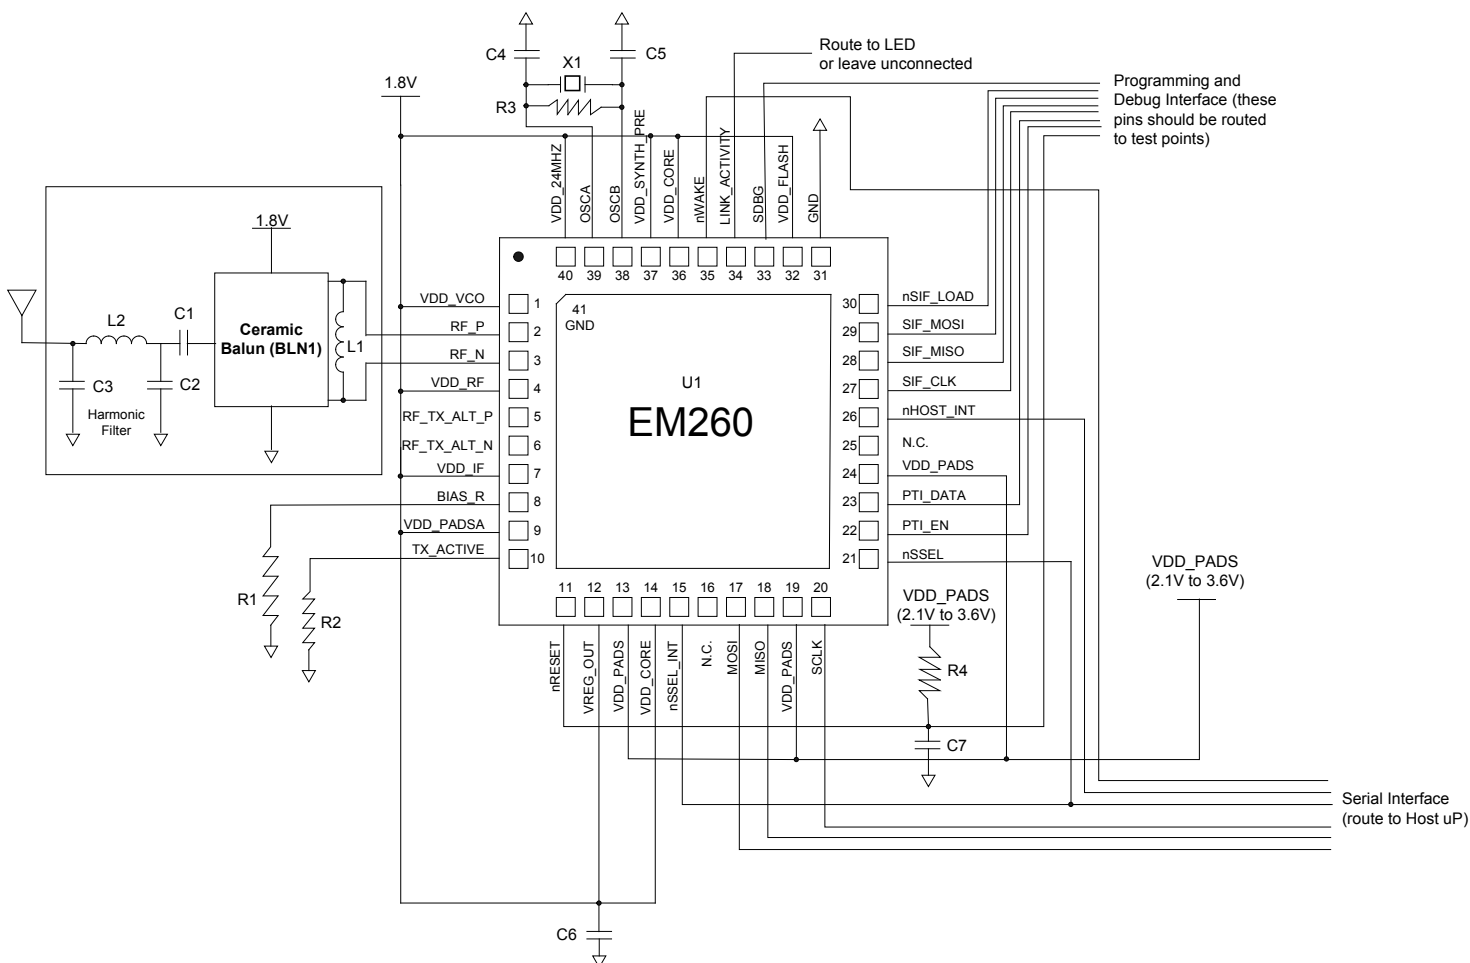 Route to LED
or leave unconnected
C4
C5
X1
R3
1.8V
Programming and
Debug Interface (these
pins should be routed
to test points)
VDD_24MHZ
OSCA
OSCB
VDD_SYNTH_PRE
VDD_CORE
nWAKE
LINK_ACTIVITY
SDBG
VDD_FLASH
GND
40
39
38
37
36
35
34
33
32
31
1.8V
Ceramic
Balun (BLN1)
L1
L2
C1
C3
C2
Harmonic
Filter
VDD_VCO
1
RF_P
2
RF_N
3
VDD_RF
4
RF_TX_ALT_P
5
RF_TX_ALT_N
6
VDD_IF
7
BIAS_R
8
VDD_PADSA
9
TX_ACTIVE
10
41
GND
U1
EM260
30
nSIF_LOAD
29
SIF_MOSI
28
SIF_MISO
27
SIF_CLK
26
nHOST_INT
25
N.C.
24
VDD_PADS
23
PTI_DATA
22
PTI_EN
21
nSSEL
11
12
13
14
15
16
17
18
19
20
nRESET
VREG_OUT
VDD_PADS
VDD_CORE
nSSEL_INT
N.C.
MOSI
MISO
VDD_PADS
SCLK
R1
R2
VDD_PADS
(2.1V to 3.6V)
R4
C7
VDD_PADS
(2.1V to 3.6V)
Serial Interface
(route to Host uP)
C6